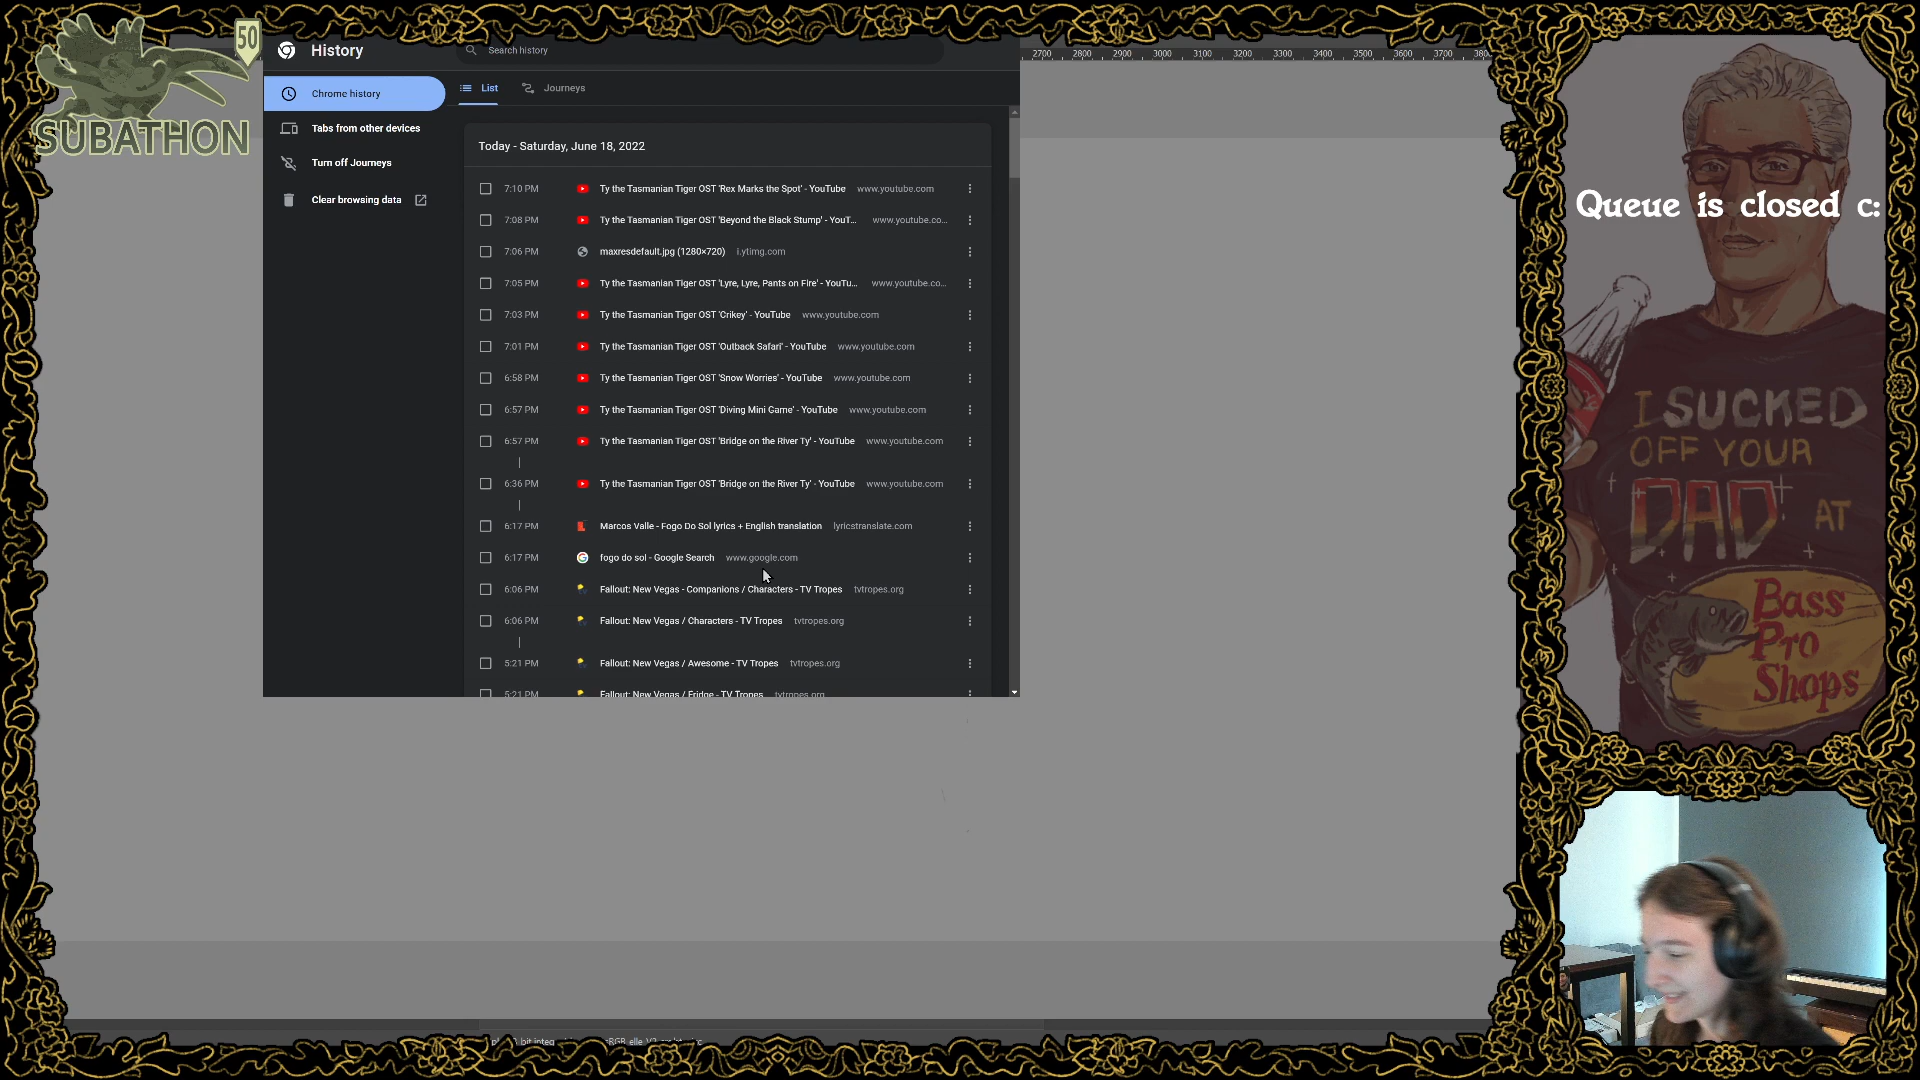 50
SUBATHON
History
Search history
2700 2800 2900 3000 3100 3200 3300 3400 3500 3600 3700
Chrome history
List
Journeys
Tabs from other devices
Turn off Journeys
Clear browsing data
Today - Saturday, June 18, 2022
7:10 PM Ty the Tasmanian Tiger OST 'Rex Marks the Spot' - YouTube www.youtube.com
7:08 PM Ty the Tasmanian Tiger OST 'Beyond the Black Stump' - YouT... www.youtube.co...
7:06 PM maxresdefault.jpg (1280×720) i.ytimg.com
7:05 PM Ty the Tasmanian Tiger OST 'Lyre, Lyre, Pants on Fire' - YouTu... www.youtube.co...
7:03 PM Ty the Tasmanian Tiger OST 'Crikey' - YouTube www.youtube.com
7:01 PM Ty the Tasmanian Tiger OST 'Outback Safari' - YouTube www.youtube.com
6:58 PM Ty the Tasmanian Tiger OST 'Snow Worries' - YouTube www.youtube.com
6:57 PM Ty the Tasmanian Tiger OST 'Diving Mini Game' - YouTube www.youtube.com
6:57 PM Ty the Tasmanian Tiger OST 'Bridge on the River Ty' - YouTube www.youtube.com
6:36 PM Ty the Tasmanian Tiger OST 'Bridge on the River Ty' - YouTube www.youtube.com
6:17 PM Marcos Valle - Fogo Do Sol lyrics + English translation lyricstranslate.com
6:17 PM fogo do sol - Google Search www.google.com
6:06 PM Fallout: New Vegas - Companions / Characters - TV Tropes tvtropes.org
6:06 PM Fallout: New Vegas / Characters - TV Tropes tvtropes.org
5:21 PM Fallout: New Vegas / Awesome - TV Tropes tvtropes.org
5:21 PM Fallout: New Vegas / Fridge - TV Tropes tvtropes.org
Queue is closed c:
I SUCKED
OFF YOUR
DAD AT
Bass
Pro
Shops